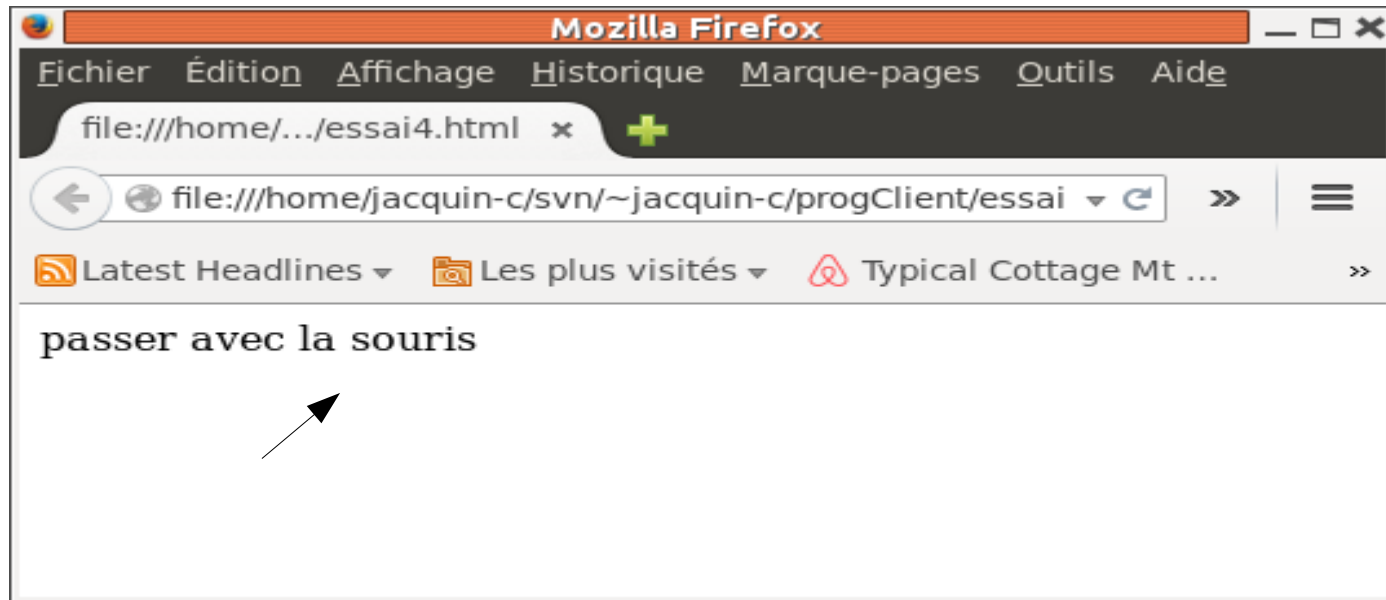 Mozilla Firefox
Fichier Édition Affichage Historique Marque-pages Outils Aide
file:///home/.../essai4.html
file:///home/jacquin-c/svn/~jacquin-c/progClient/essai
Latest Headlines Les plus visités Typical Cottage Mt ...
passer avec la souris